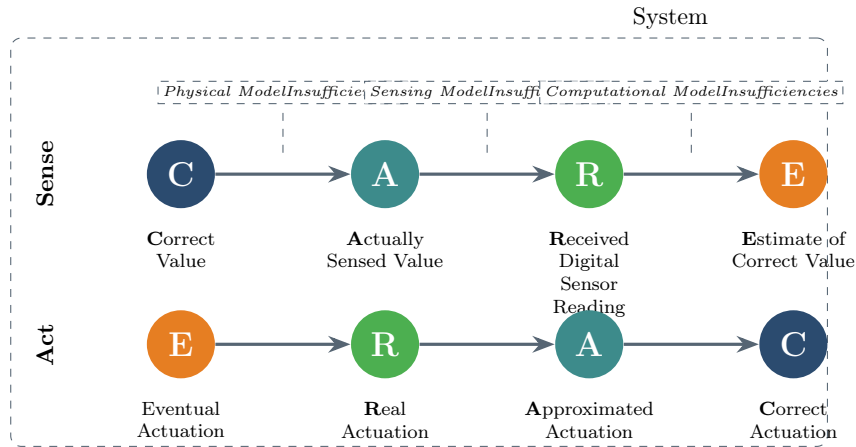 System
Physical ModelInsufficie
Sensing ModelInsuffi
Computational ModelInsufficiencies
Sense
C
A
R
E
Correct
Value
Actually
Sensed Value
Received
Digital
Sensor
Reading
Estimate of
Correct Value
Act
E
R
A
C
Eventual
Actuation
Real
Actuation
Approximated
Actuation
Correct
Actuation